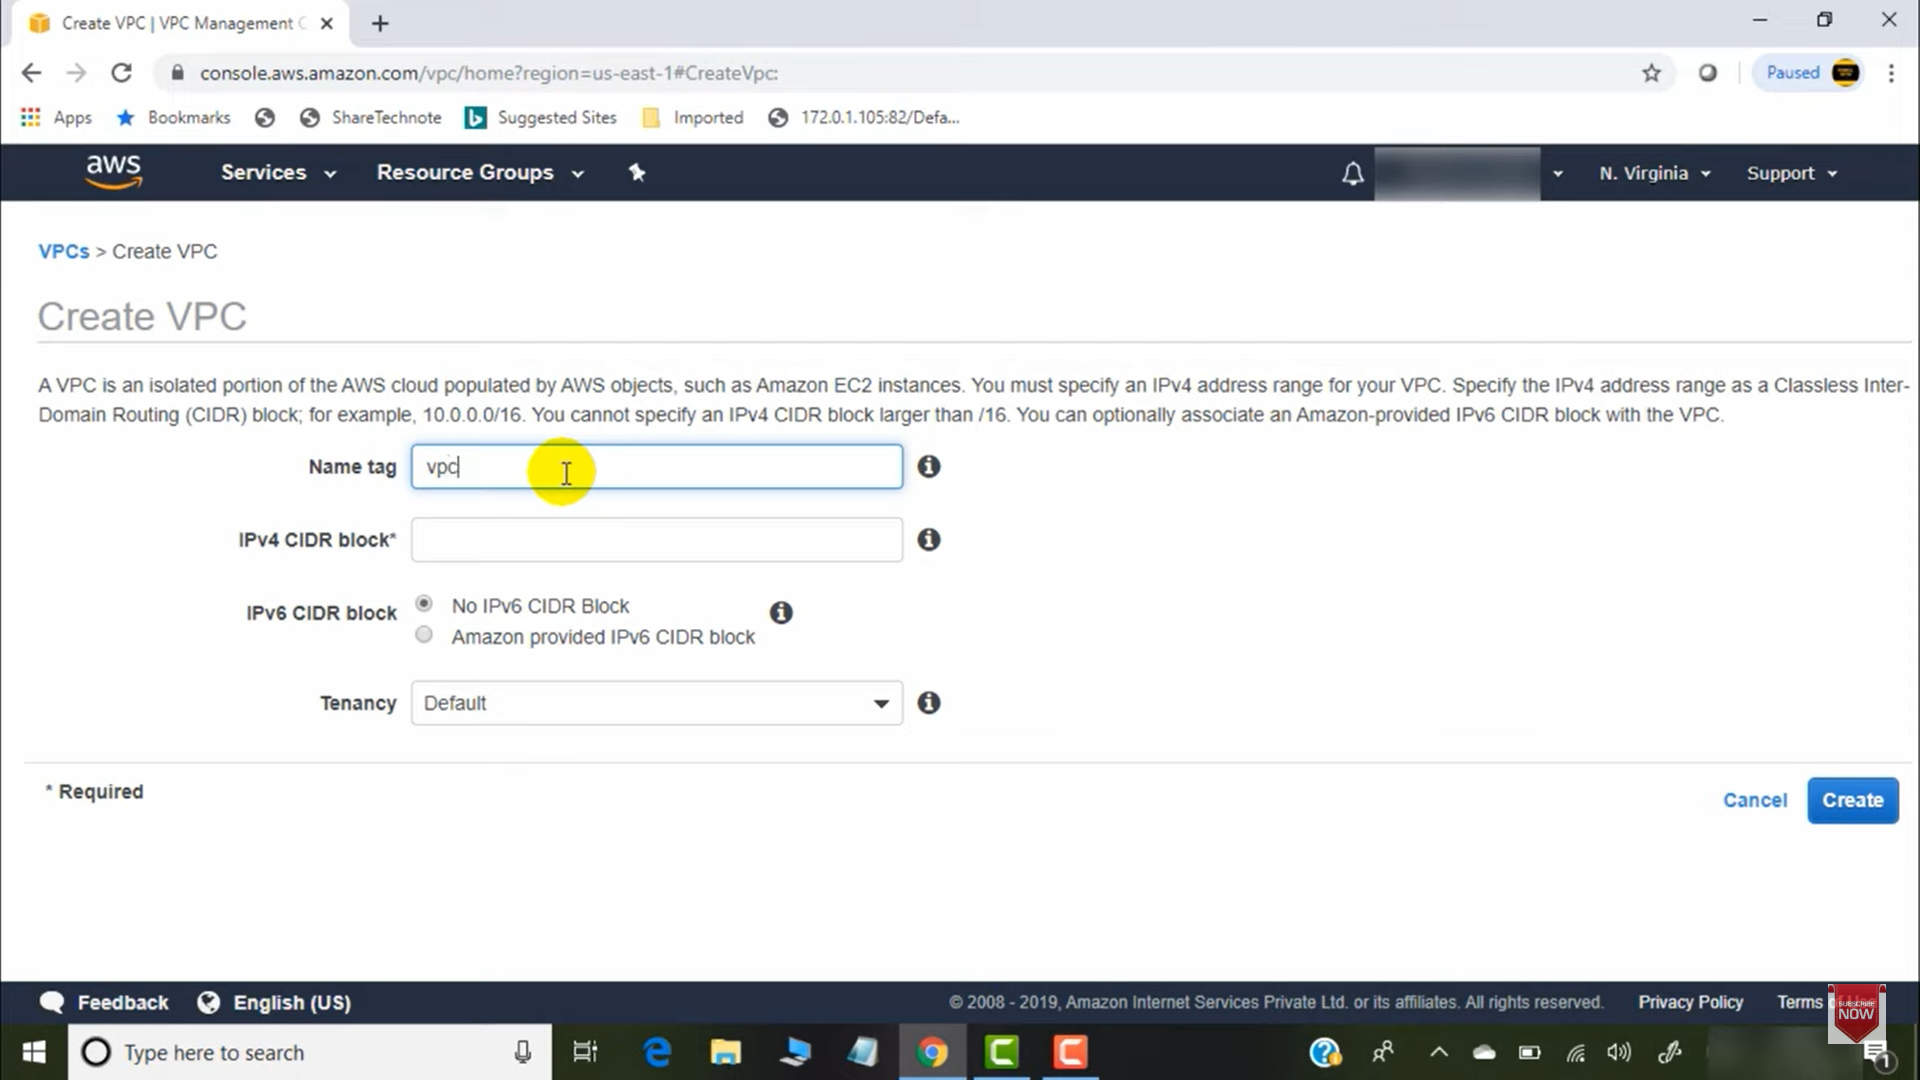 Create VPC | VPC Management C
console.aws.amazon.com/vpc/home?region=us-east-1#CreateVpc:
Paused
Apps Bookmarks ShareTechnote Suggested Sites Imported 172.0.1.105:82/Defa...
aws Services Resource Groups N. Virginia Support
VPCs > Create VPC
Create VPC
A VPC is an isolated portion of the AWS cloud populated by AWS objects, such as Amazon EC2 instances. You must specify an IPv4 address range for your VPC. Specify the IPv4 address range as a Classless Inter-
Domain Routing (CIDR) block; for example, 10.0.0.0/16. You cannot specify an IPv4 CIDR block larger than /16. You can optionally associate an Amazon-provided IPv6 CIDR block with the VPC.
Name tag vpc
IPv4 CIDR block*
IPv6 CIDR block No IPv6 CIDR Block
Amazon provided IPv6 CIDR block
Tenancy Default
* Required
Cancel Create
Feedback English (US) © 2008 - 2019, Amazon Internet Services Private Ltd. or its affiliates. All rights reserved. Privacy Policy Terms
SUBSCRIBE
NOW
Type here to search
1